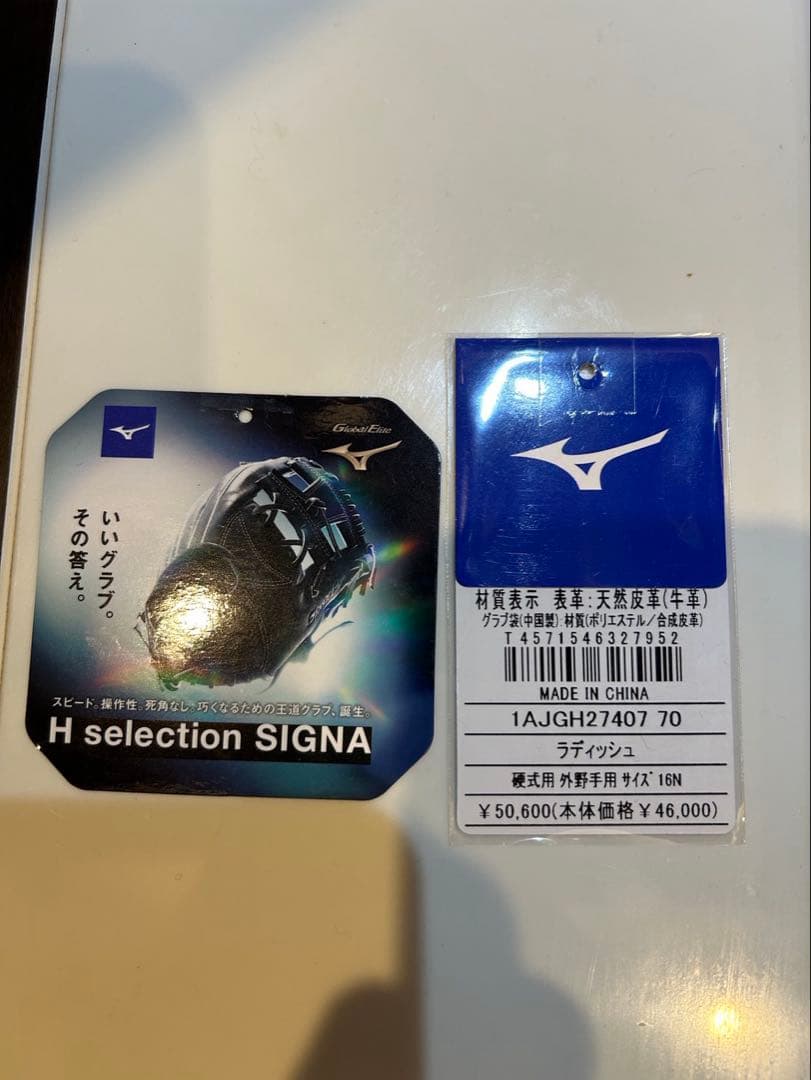 Global Elite
いいグラブ。
その答え。
スピード。操作性。死角なし。巧くなるための王道グラブ、誕生。
H selection SIGNA
材質表示 表革:天然皮革(牛革)
グラブ袋(中国製):材質(ポリエステル/合成皮革)
T 4571546327952
MADE IN CHINA
1AJGH27407 70
ラディッシュ
硬式用 外野手用 サイズ 16N
¥50,600(本体価格¥46,000)